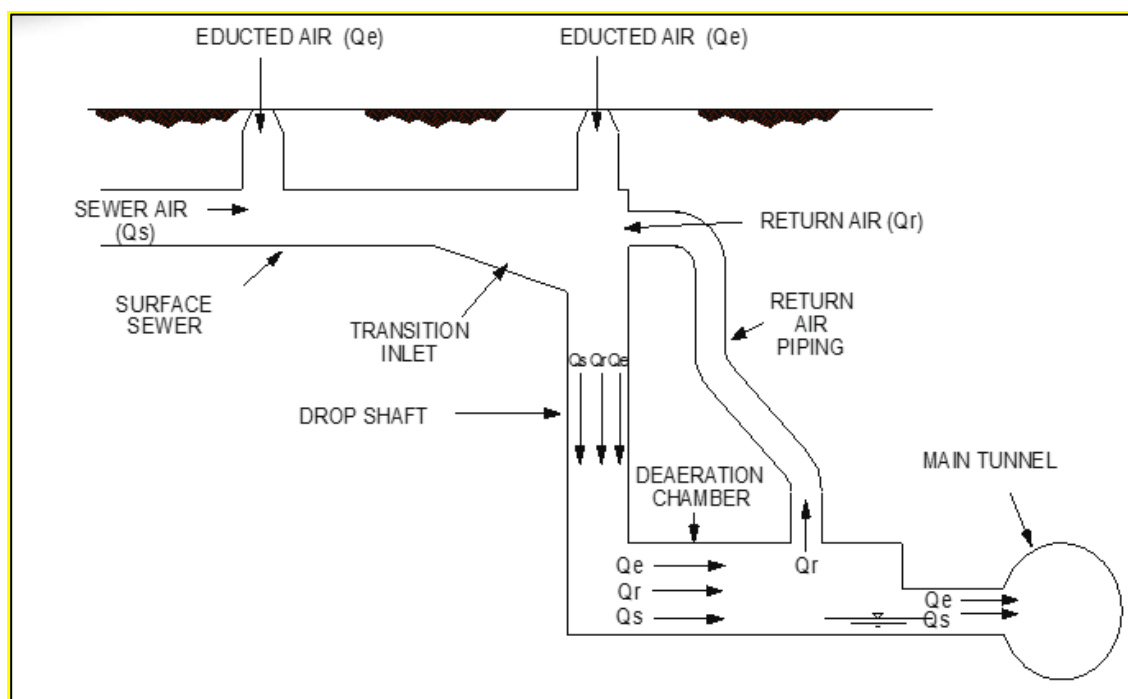 EDUCTED AIR (Qe)
EDUCTED AIR (Qe)
SEWER AIR
(Qs)
RETURN AIR (Qr)
SURFACE
SEWER
TRANSITION
INLET
RETURN
AIR
PIPING
Qs Qr Qe
DROP SHAFT
DEAERATION
CHAMBER
MAIN TUNNEL
Qe
Qr
Qs
Qr
Qe
Qs